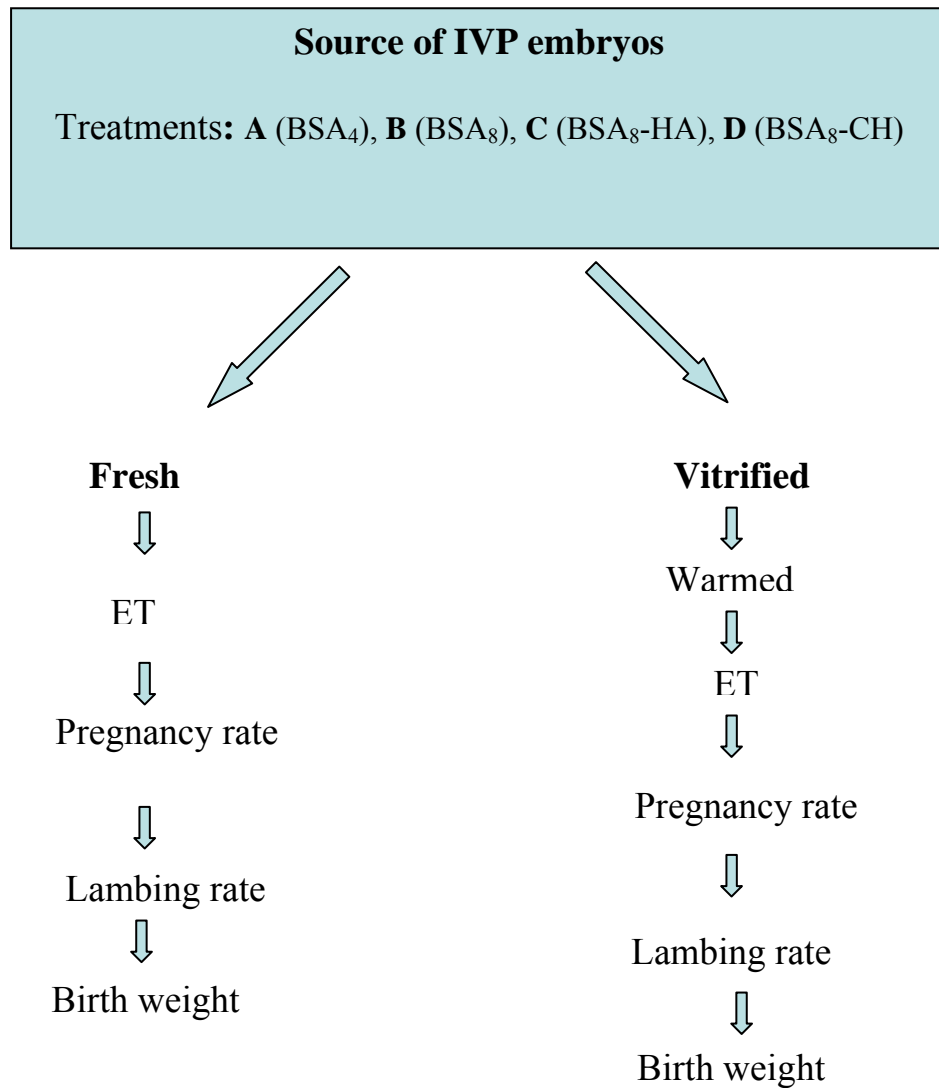 Source of IVP embryos
Treatments: A (BSA₄), B (BSA₈), C (BSA₈-HA), D (BSA₈-CH)
Fresh
ET
Pregnancy rate
Lambing rate
Birth weight
Vitrified
Warmed
ET
Pregnancy rate
Lambing rate
Birth weight